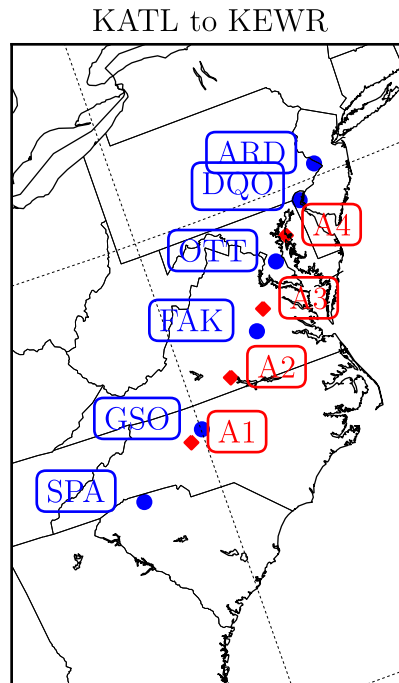 KATL to KEWR
ARD
DQO
A4
OTT
A3
FAK
A2
GSO
A1
SPA